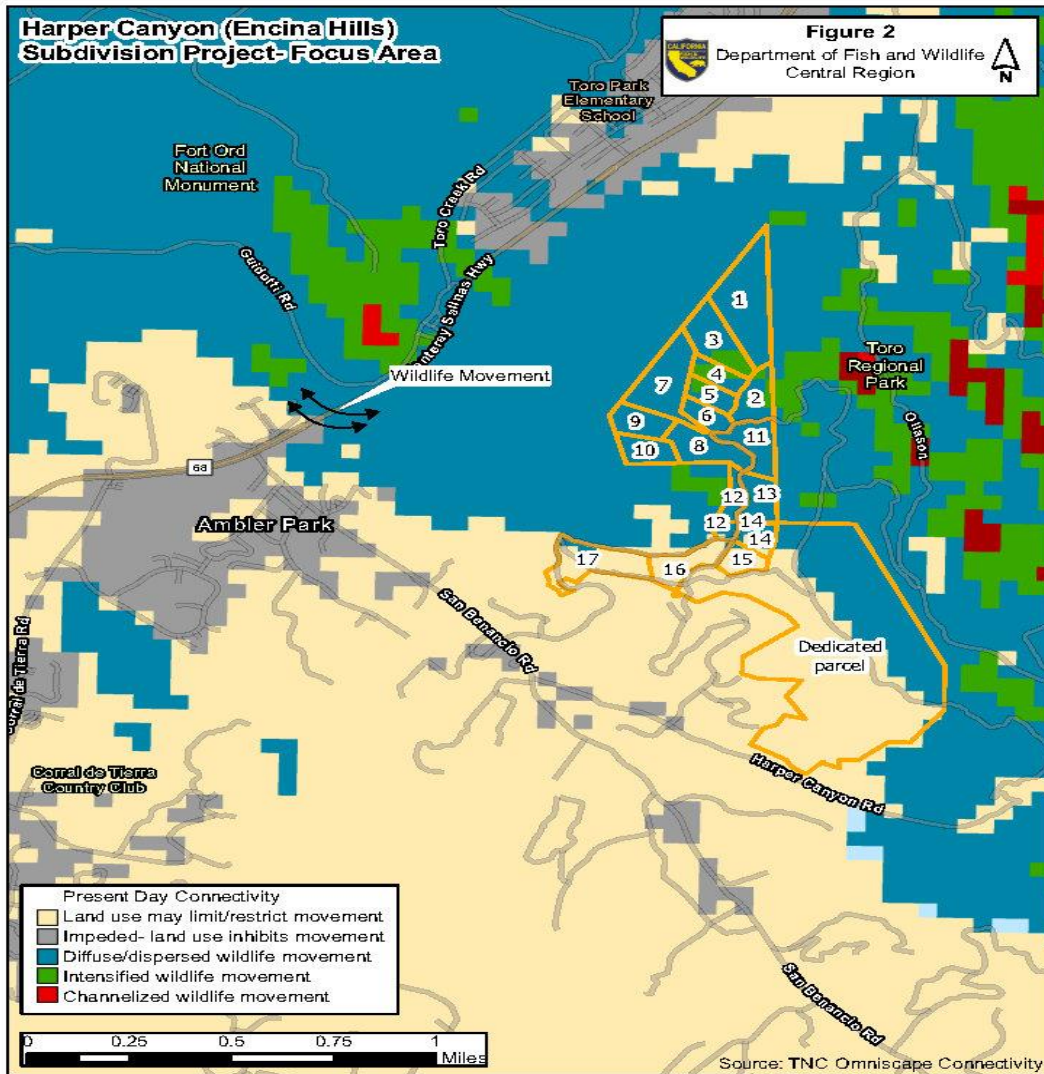 Harper Canyon (Encina Hills)
Subdivision Project- Focus Area
Figure 2
Department of Fish and Wildlife
Central Region
CALIFORNIA
N
Toro Park
Elementary
School
Fort Ord
National
Monument
Toro Creek Rd
Guidotti Rd
Monterey Salinas Hwy
Wildlife Movement
68
Ambler Park
Toro
Regional
Park
Ollason
1
3
4
5
2
7
6
9
11
8
10
12
13
12
14
14
17
16
15
San Benancio Rd
Dedicated
parcel
Corral de Tierra Rd
Corral de Tierra
Country Club
Harper Canyon Rd
San Benancio Rd
Present Day Connectivity
Land use may limit/restrict movement
Impeded- land use inhibits movement
Diffuse/dispersed wildlife movement
Intensified wildlife movement
Channelized wildlife movement
0 0.25 0.5 0.75 1
Miles
Source: TNC Omniscape Connectivity